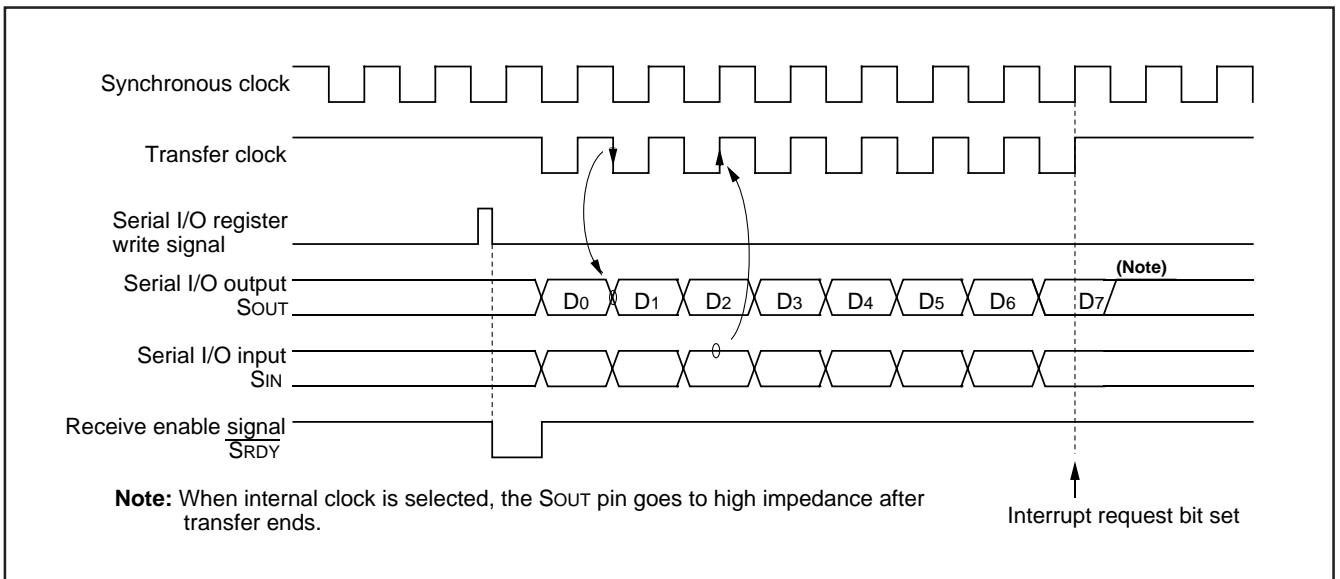 Synchronous clock
Transfer clock
Serial I/O register
write signal
Serial I/O output
SOUT
(Note)
D0 D1 D2 D3 D4 D5 D6 D7
Serial I/O input
SIN
Receive enable signal
SRDY
Note: When internal clock is selected, the SOUT pin goes to high impedance after
transfer ends.
Interrupt request bit set